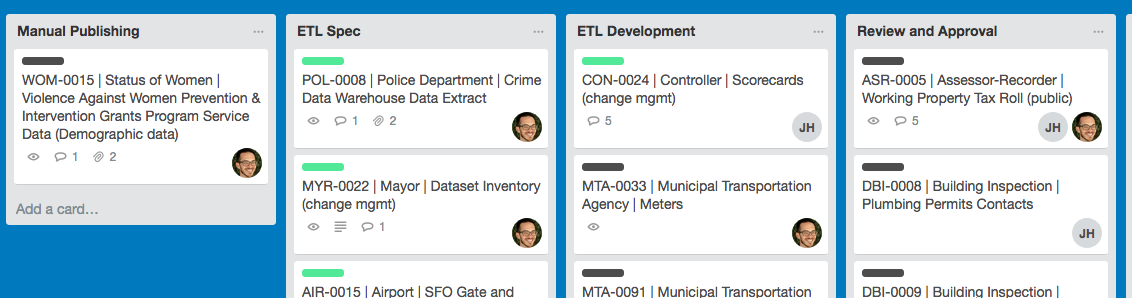 Manual Publishing
WOM-0015 | Status of Women |
Violence Against Women Prevention &
Intervention Grants Program Service
Data (Demographic data)
1 2
Add a card…
ETL Spec
POL-0008 | Police Department | Crime
Data Warehouse Data Extract
1 2
MYR-0022 | Mayor | Dataset Inventory
(change mgmt)
1
AIR-0015 | Airport | SFO Gate and
ETL Development
CON-0024 | Controller | Scorecards
(change mgmt)
5
JH
MTA-0033 | Municipal Transportation
Agency | Meters
MTA-0091 | Municipal Transportation
Review and Approval
ASR-0005 | Assessor-Recorder |
Working Property Tax Roll (public)
5
JH
DBI-0008 | Building Inspection |
Plumbing Permits Contacts
JH
DBI-0009 | Building Inspection |